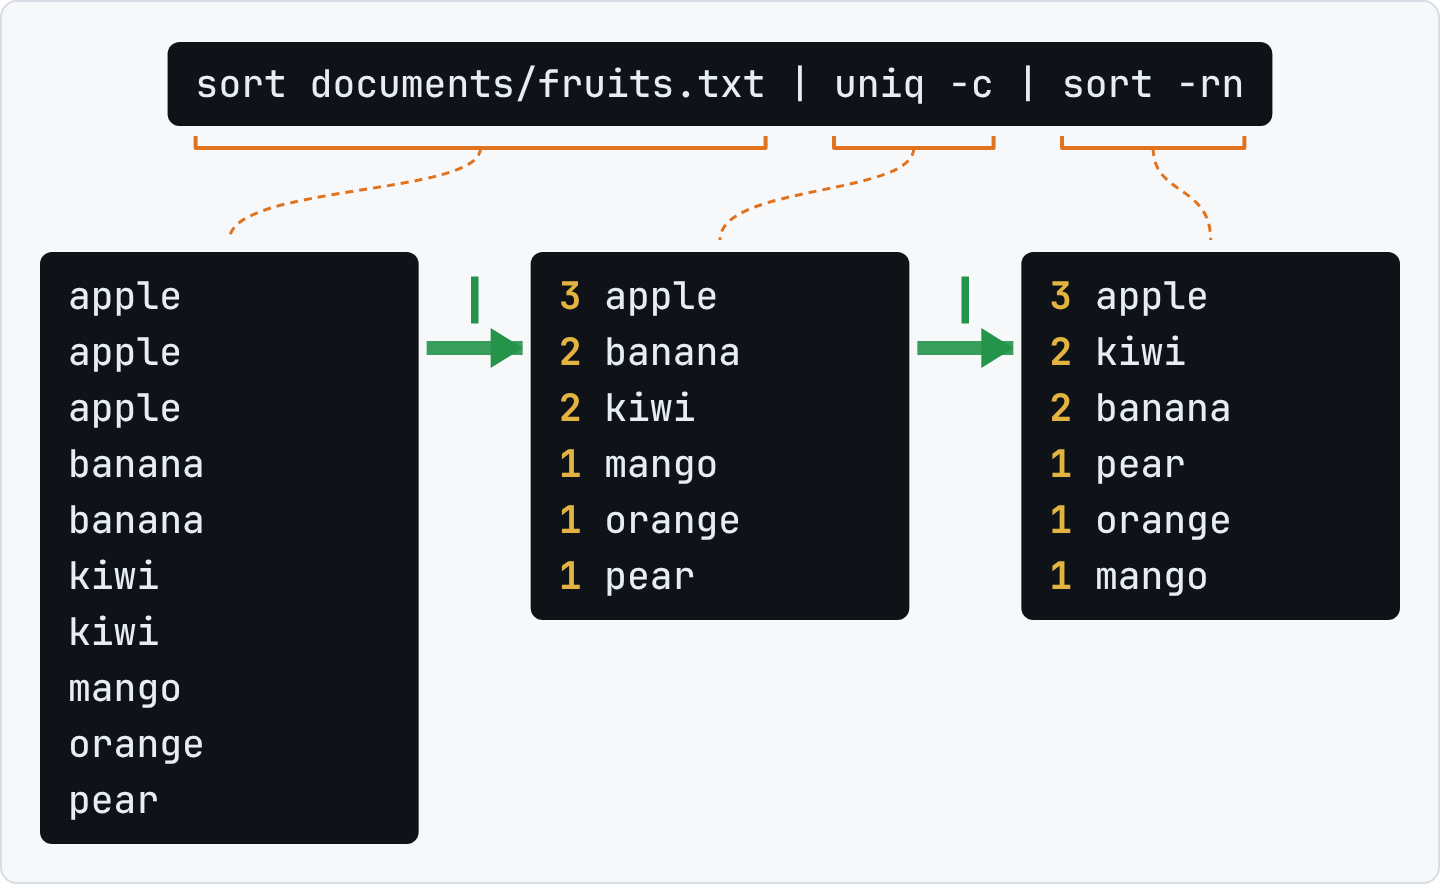 sort documents/fruits.txt | uniq -c | sort -rn
apple
apple
apple
banana
banana
kiwi
kiwi
mango
orange
pear
|
3 apple
2 banana
2 kiwi
1 mango
1 orange
1 pear
|
3 apple
2 kiwi
2 banana
1 pear
1 orange
1 mango